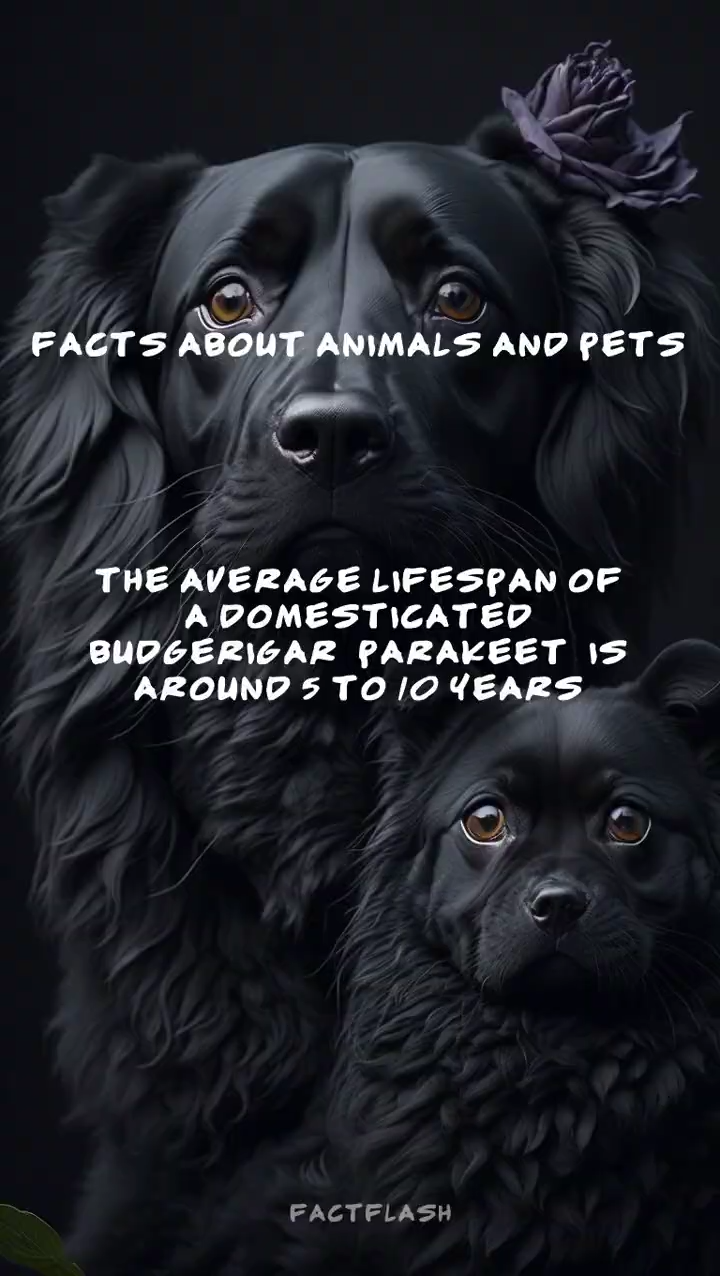 FACTS ABOUT ANIMALS AND PETS
THE AVERAGE LIFESPAN OF
A DOMESTICATED
BUDGERIGAR PARAKEET IS
AROUND 5 TO 10 YEARS
FACTFLASH